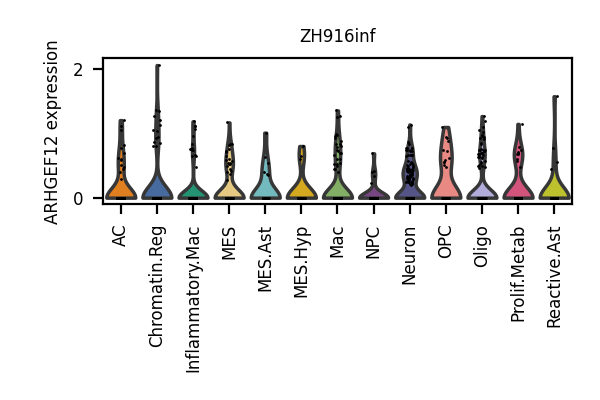 ZH916inf
ARHGEF12 expression
2
0
AC
Chromatin.Reg
Inflammatory.Mac
MES
MES.Ast
MES.Hyp
Mac
NPC
Neuron
OPC
Oligo
Prolif.Metab
Reactive.Ast